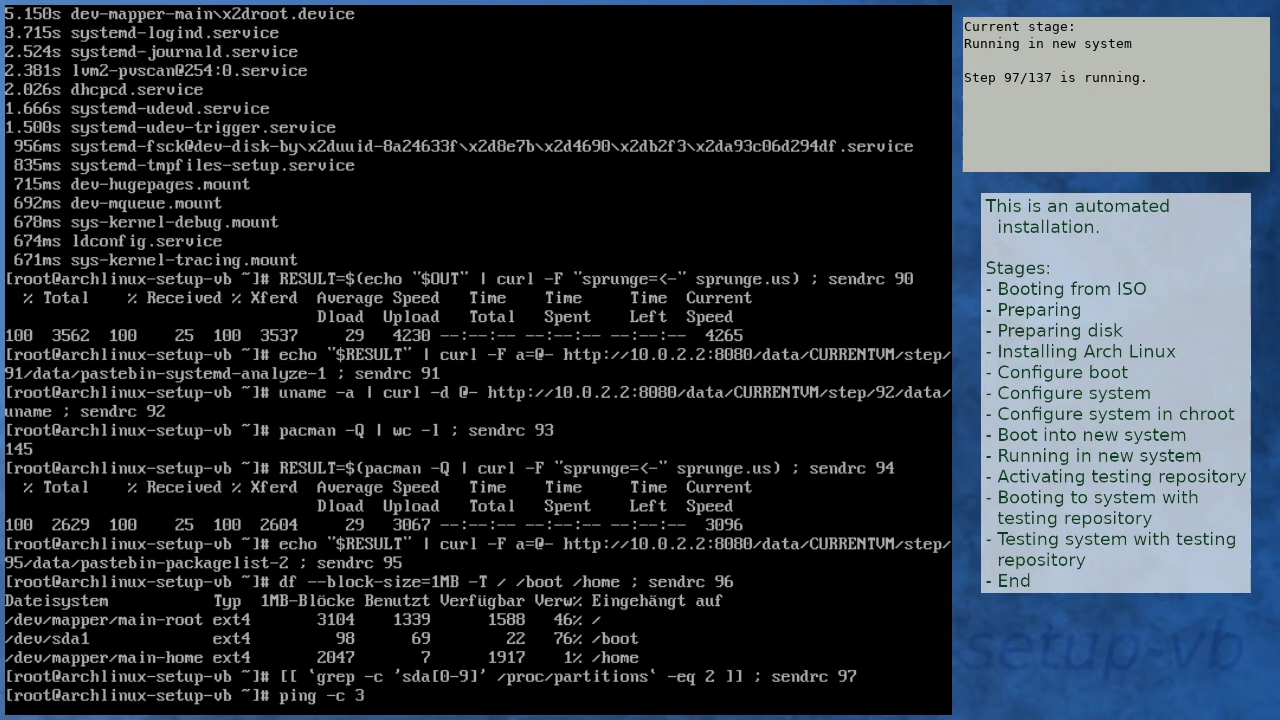 5.150s dev-mapper-main\x2droot.device
3.715s systemd-logind.service
2.524s systemd-journald.service
2.381s lvm2-pvscan@254:0.service
2.026s dhcpcd.service
1.666s systemd-udevd.service
1.500s systemd-udev-trigger.service
956ms systemd-fsck@dev-disk-by\x2duuid-8a24633f\x2d8e7b\x2d4690\x2db2f3\x2da93c06d294df.service
835ms systemd-tmpfiles-setup.service
715ms dev-hugepages.mount
692ms dev-mqueue.mount
678ms sys-kernel-debug.mount
674ms ldconfig.service
671ms sys-kernel-tracing.mount
[root@archlinux-setup-vb ~]# RESULT=$(echo "$OUT" | curl -F "sprunge=<-" sprunge.us) ; sendrc 90
% Total    % Received % Xferd  Average Speed   Time    Time     Time  Current
Dload  Upload   Total   Spent    Left  Speed
100  3562  100    25  100  3537     29   4230 --:--:-- --:--:-- --:--:--  4265
[root@archlinux-setup-vb ~]# echo "$RESULT" | curl -F a=@- http://10.0.2.2:8080/data/CURRENTVM/step/
91/data/pastebin-systemd-analyze-1 ; sendrc 91
[root@archlinux-setup-vb ~]# uname -a | curl -d @- http://10.0.2.2:8080/data/CURRENTVM/step/92/data/
uname ; sendrc 92
[root@archlinux-setup-vb ~]# pacman -Q | wc -l ; sendrc 93
145
[root@archlinux-setup-vb ~]# RESULT=$(pacman -Q | curl -F "sprunge=<-" sprunge.us) ; sendrc 94
% Total    % Received % Xferd  Average Speed   Time    Time     Time  Current
Dload  Upload   Total   Spent    Left  Speed
100  2629  100    25  100  2604     29   3067 --:--:-- --:--:-- --:--:--  3096
[root@archlinux-setup-vb ~]# echo "$RESULT" | curl -F a=@- http://10.0.2.2:8080/data/CURRENTVM/step/
95/data/pastebin-packagelist-2 ; sendrc 95
[root@archlinux-setup-vb ~]# df --block-size=1MB -T / /boot /home ; sendrc 96
Dateisystem           Typ  1MB-Blöcke Benutzt Verfügbar Verw% Eingehängt auf
/dev/mapper/main-root ext4       3104    1339      1588   46% /
/dev/sda1             ext4         98      69        22   76% /boot
/dev/mapper/main-home ext4       2047       7      1917    1% /home
[root@archlinux-setup-vb ~]# [[ `grep -c 'sda[0-9]' /proc/partitions` -eq 2 ]] ; sendrc 97
[root@archlinux-setup-vb ~]# ping -c 3
Current stage:
Running in new system
Step 97/137 is running.
This is an automated
installation.
Stages:
- Booting from ISO
- Preparing
- Preparing disk
- Installing Arch Linux
- Configure boot
- Configure system
- Configure system in chroot
- Boot into new system
- Running in new system
- Activating testing repository
- Booting to system with
testing repository
- Testing system with testing
repository
- End
setup-vb